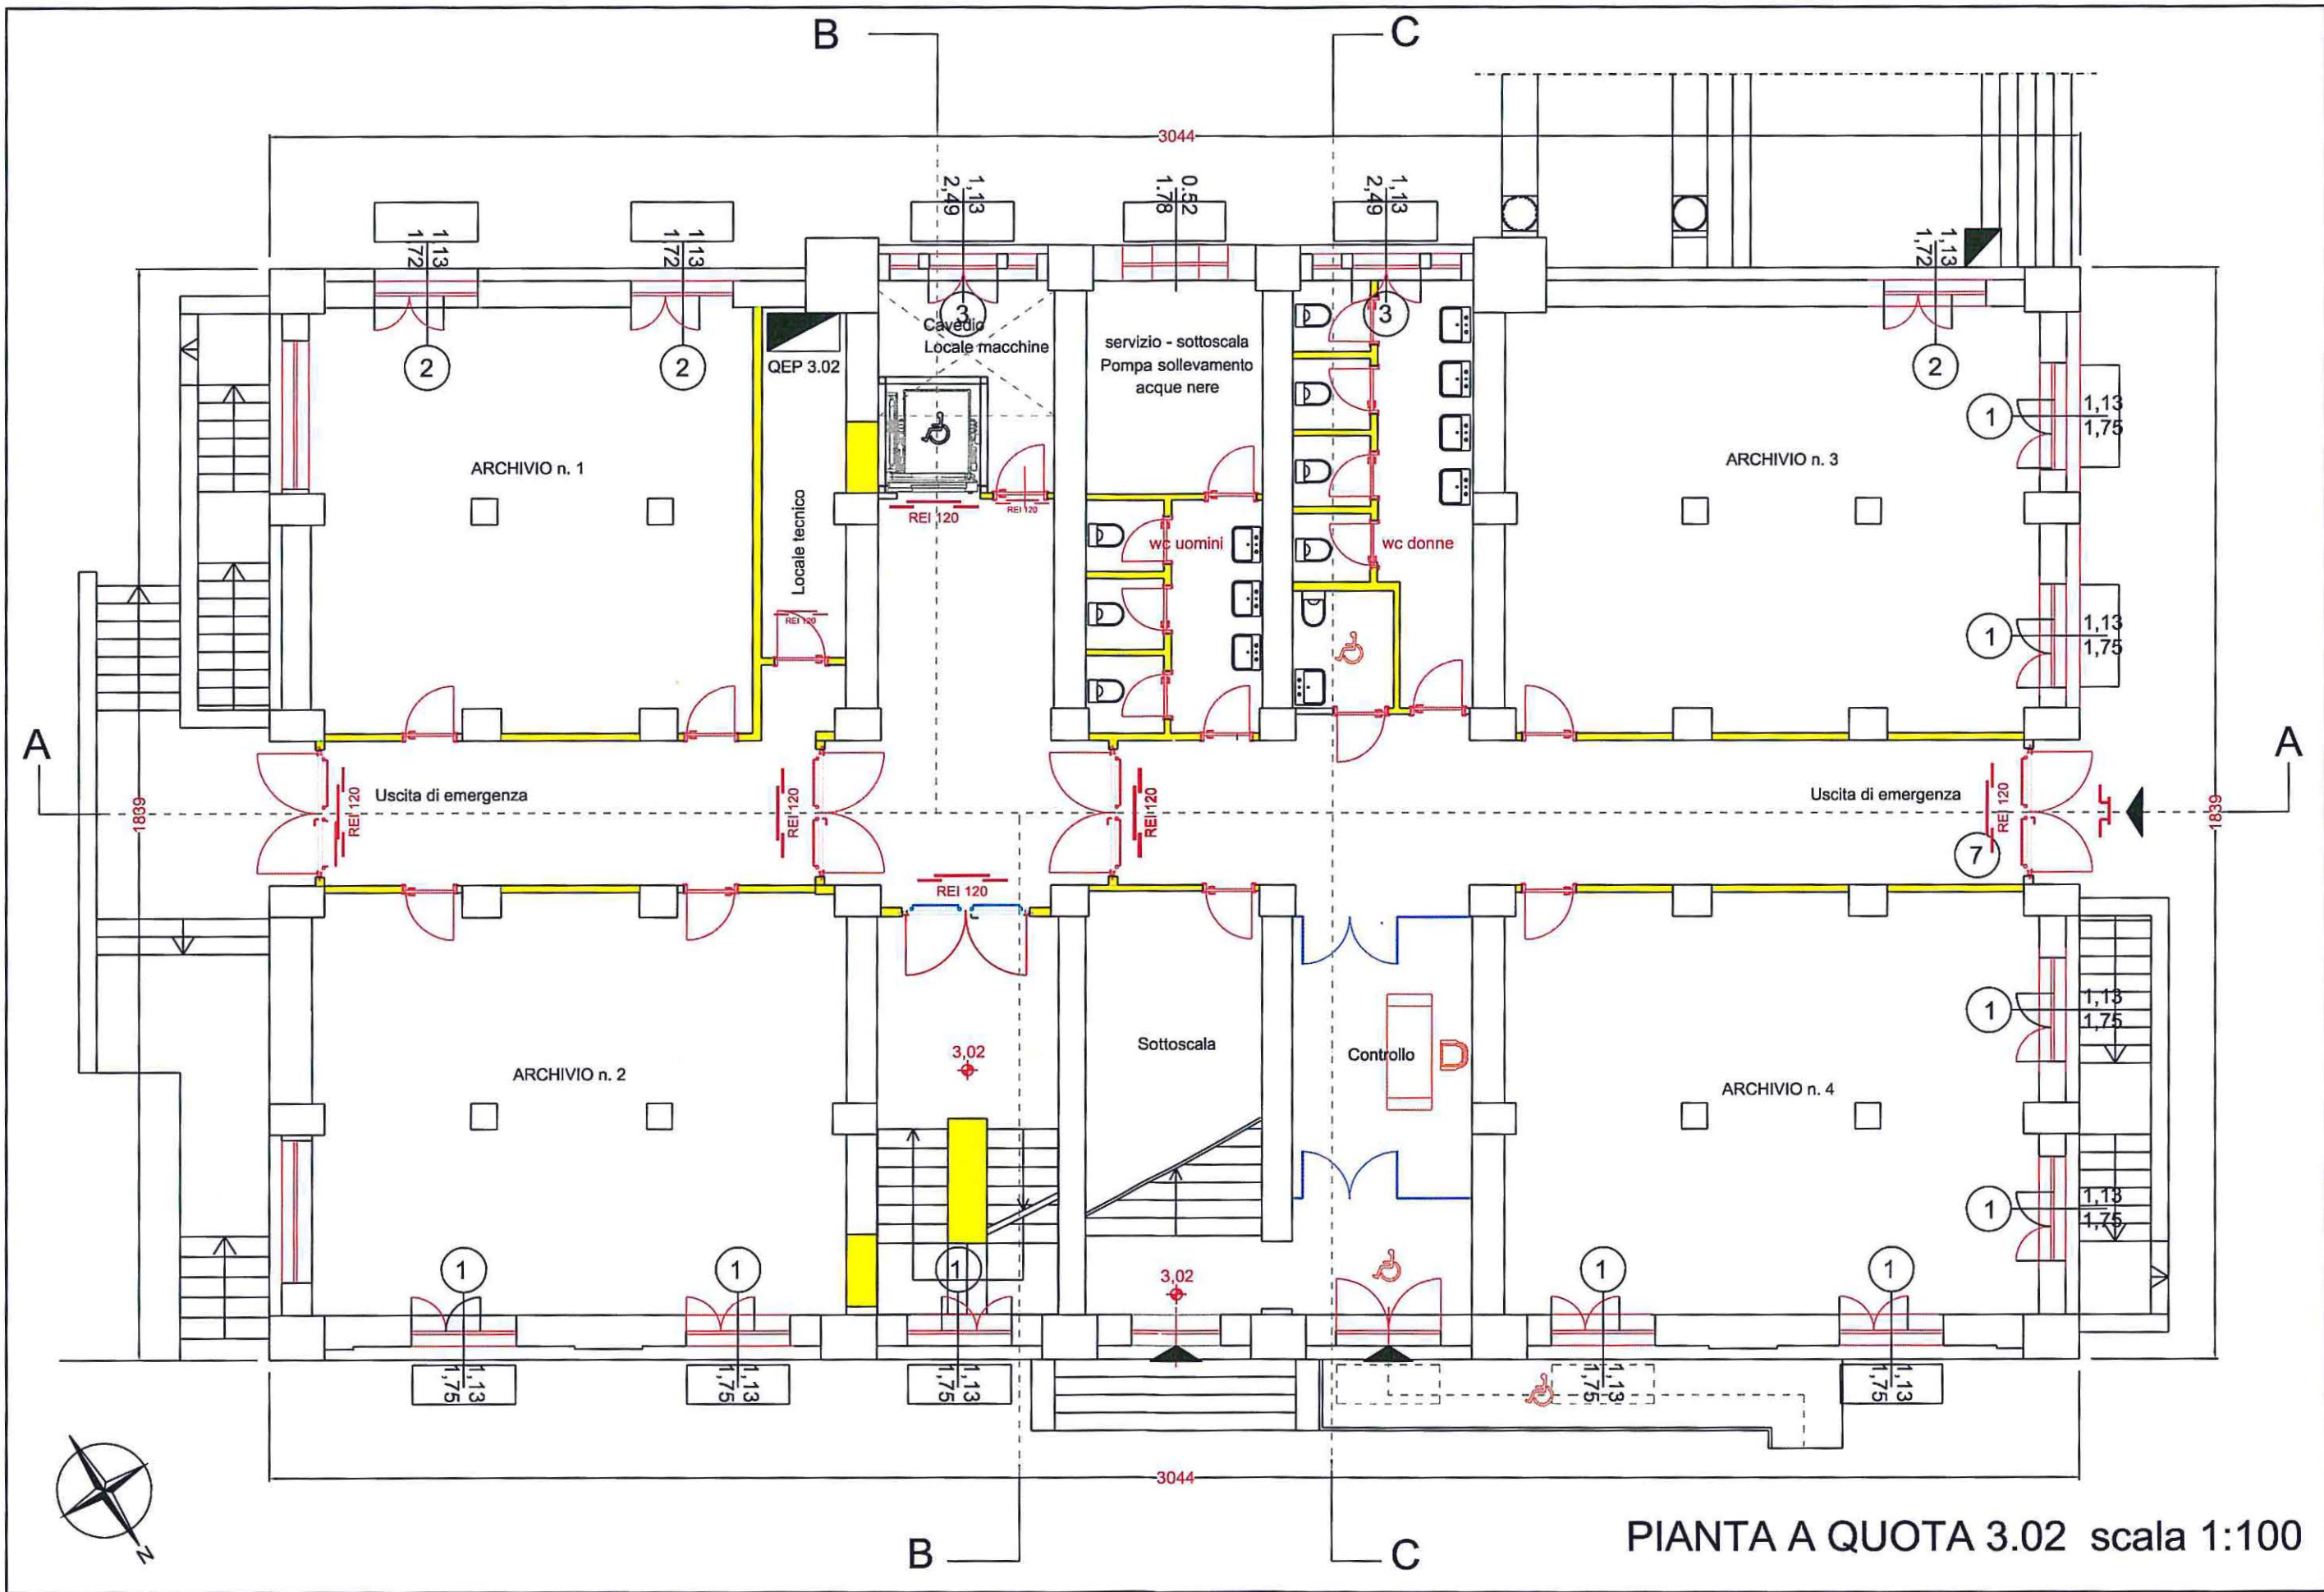 B
C
3044
1,13
2,49
0.52
1.78
1,13
2,49
1,13
1,72
1,13
1,72
1,13
1,72
3
3
2
2
2
Cavedio
Locale macchine
servizio - sottoscala
Pompa sollevamento
acque nere
QEP 3.02
1
1,13
1,75
ARCHIVIO n. 1
ARCHIVIO n. 3
Locale tecnico
REI 120
REI 120
wc uomini
wc donne
REI 120
1
1,13
1,75
A
A
1839
Uscita di emergenza
REI 120
REI 120
REI 120
Uscita di emergenza
REI 120
1839
7
REI 120
1
1,13
1,75
3,02
Sottoscala
Controllo
ARCHIVIO n. 2
ARCHIVIO n. 4
1
1,13
1,75
1
1
1
3,02
1
1
1,13
1,75
1,13
1,75
1,13
1,75
1,13
1,75
1,13
1,75
3044
N
B
C
PIANTA A QUOTA 3.02 scala 1:100